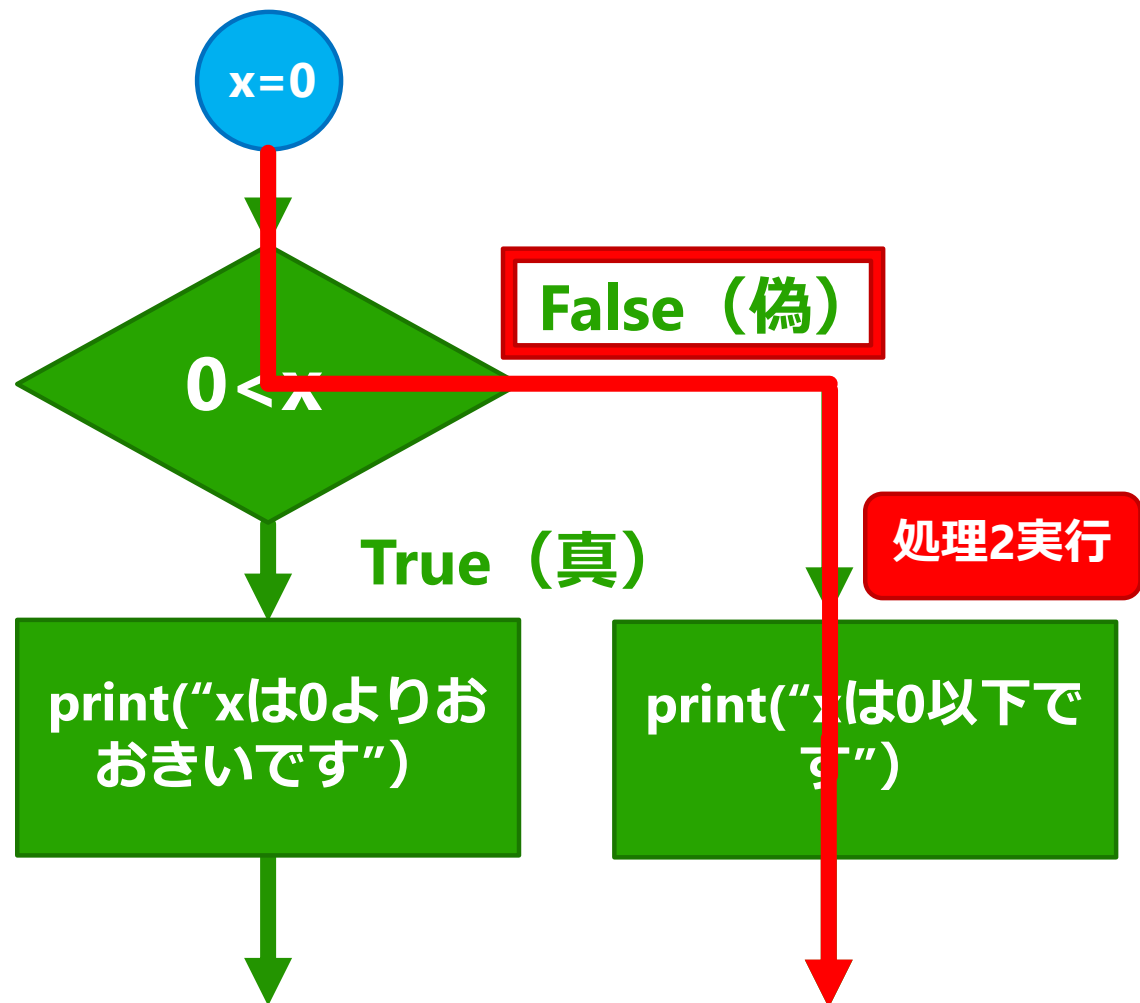 x=0
False（偽）
0<x
処理2実行
True（真）
print(“xは0よりお
おきいです”）
print(“xは0以下で
す”）